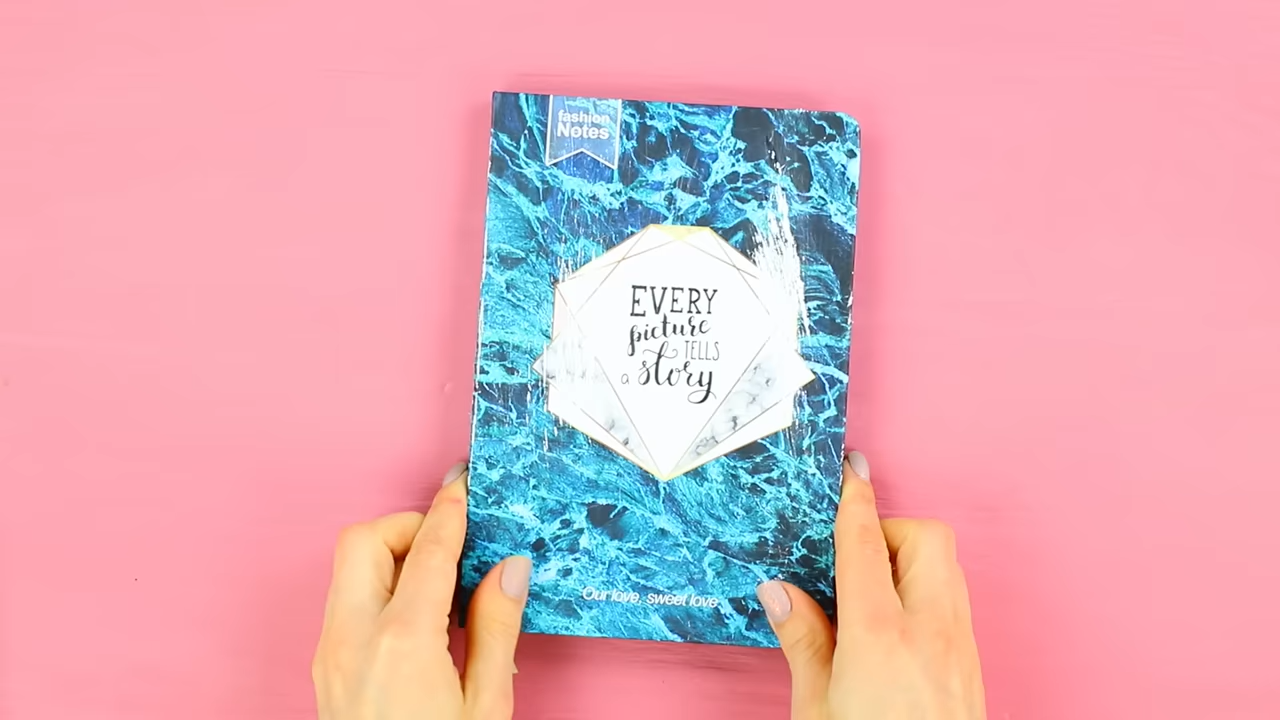 fashion
Notes
EVERY
picture
TELLS
a story
Our love, sweet love